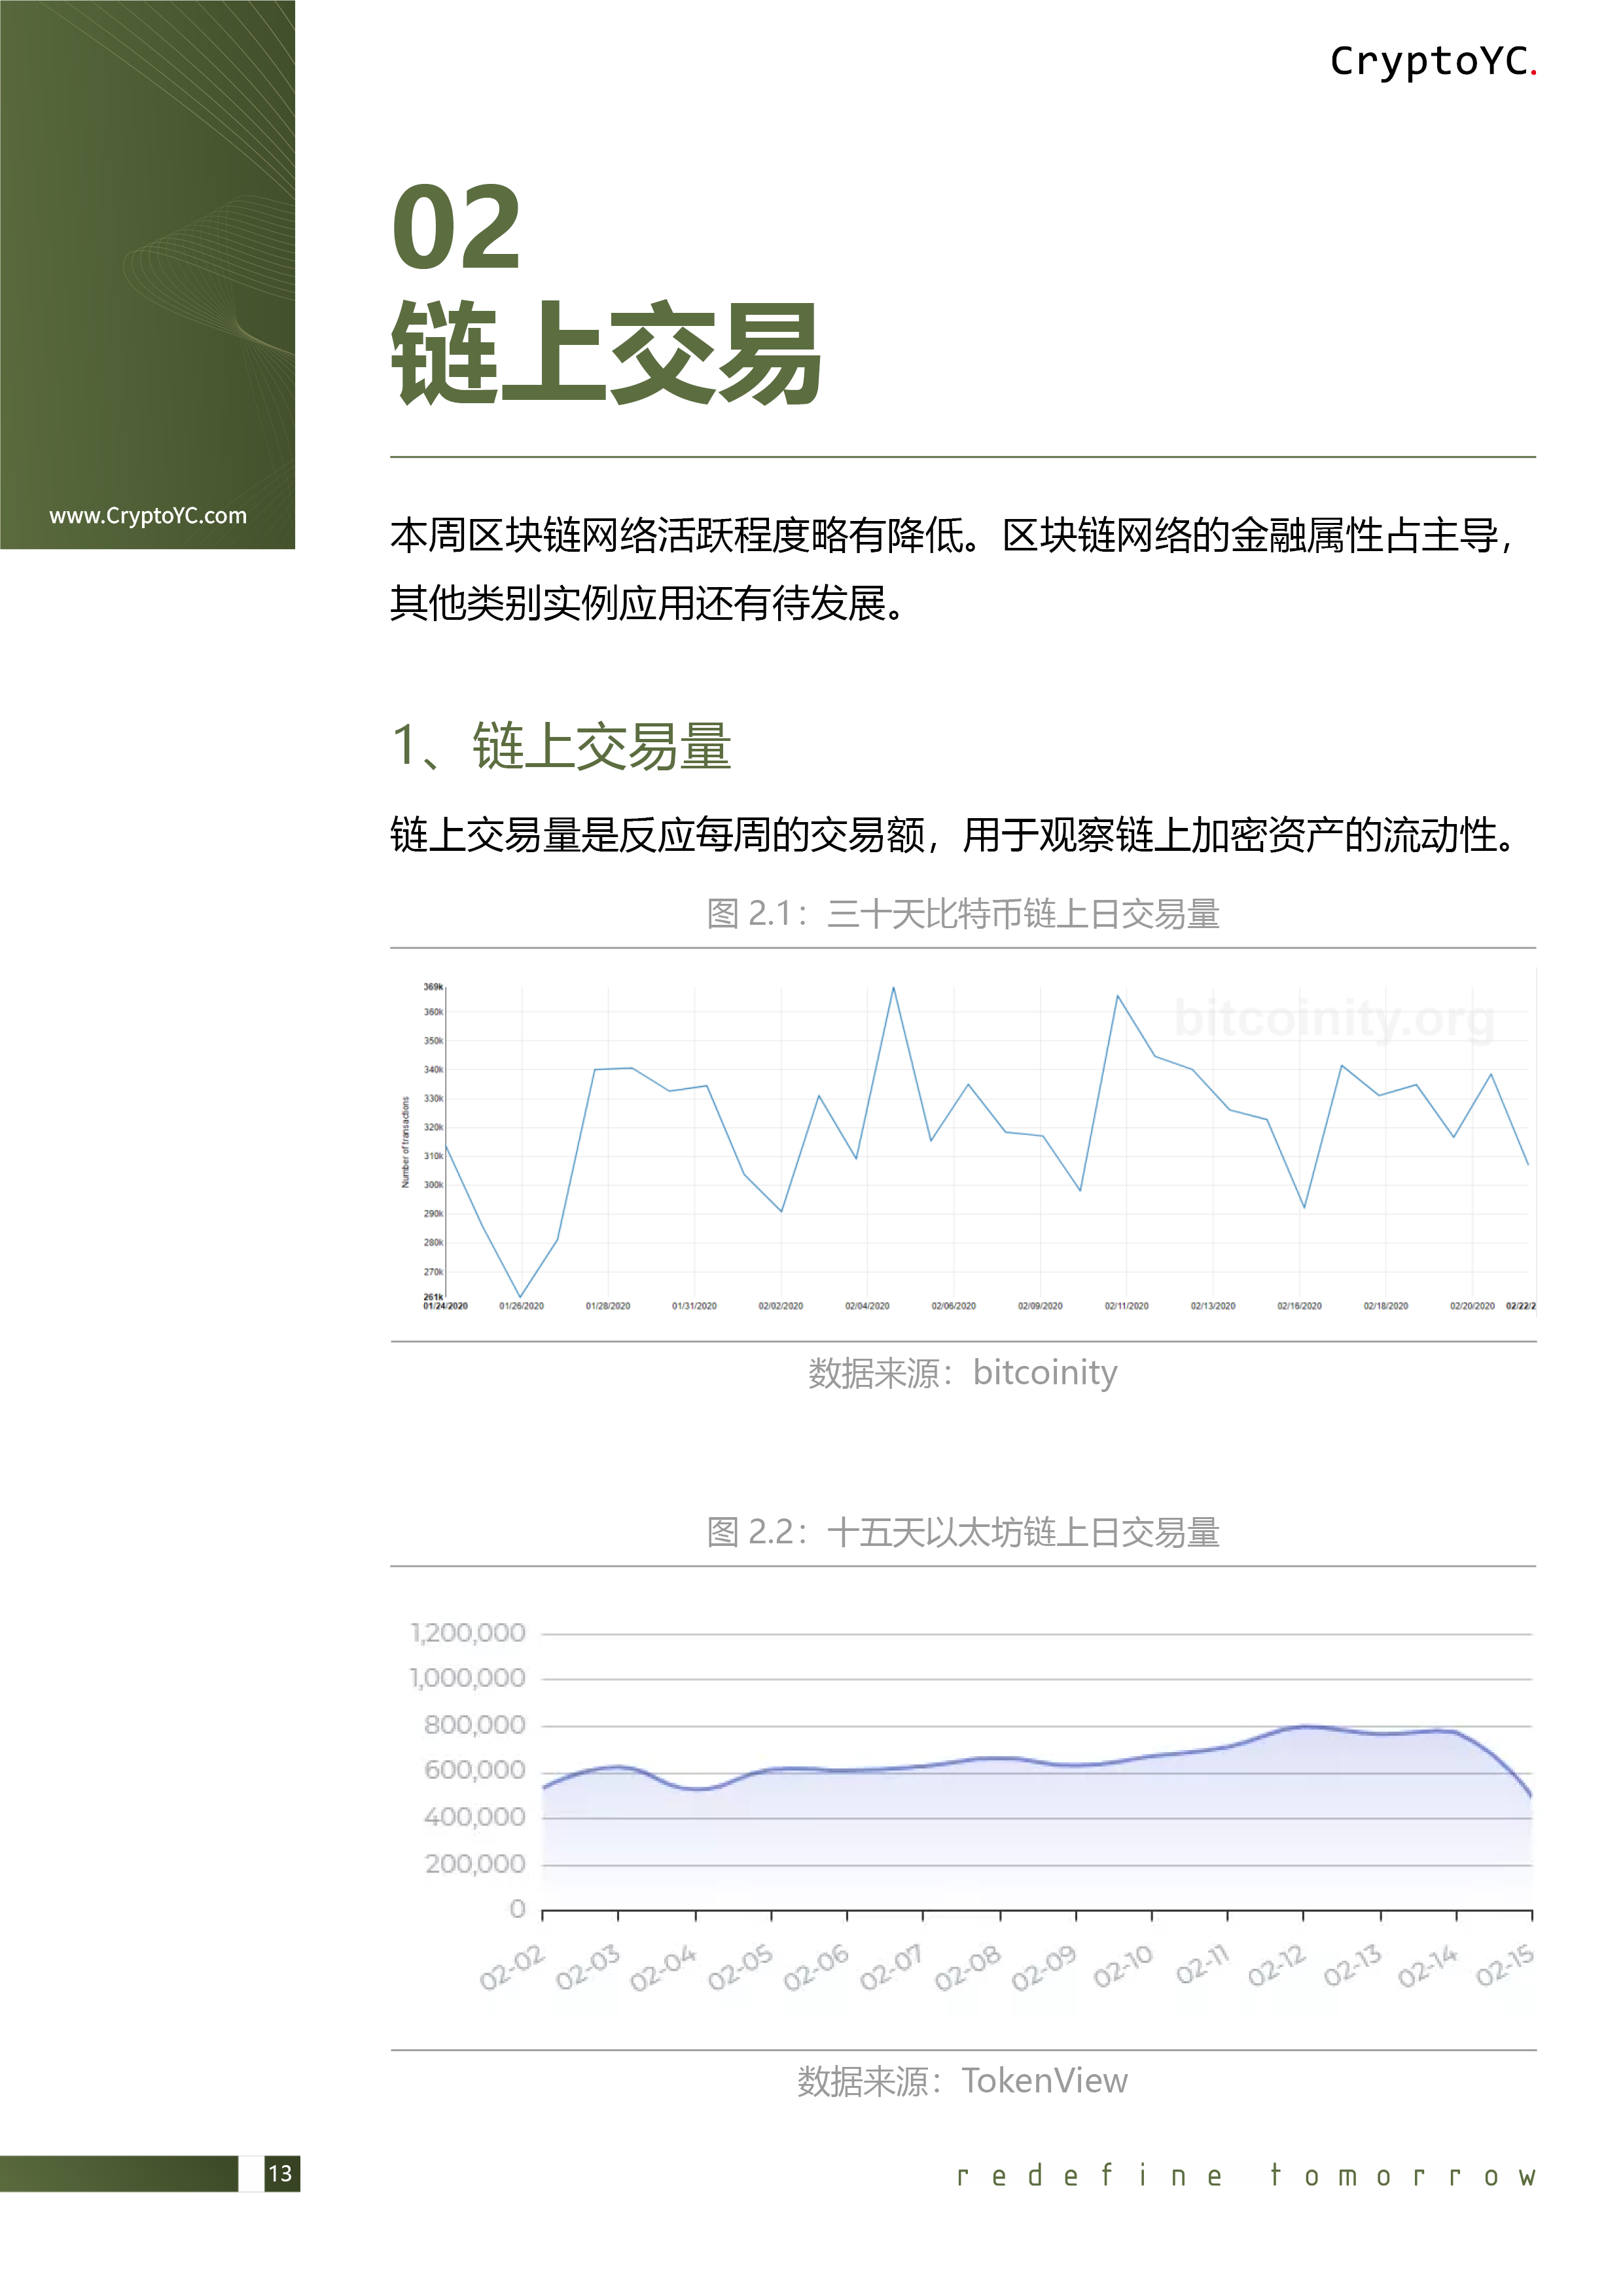 CryptoYC.
www.CryptoYC.com
02
链上交易
本周区块链网络活跃程度略有降低。区块链网络的金融属性占主导，
其他类别实例应用还有待发展。
1、链上交易量
链上交易量是反应每周的交易额，用于观察链上加密资产的流动性。
图 2.1：三十天比特币链上日交易量
bitcoinity.org
Number of transactions
369k
360k
350k
340k
330k
320k
310k
300k
290k
280k
270k
261k
01/24/2020 01/26/2020 01/28/2020 01/31/2020 02/02/2020 02/04/2020 02/06/2020 02/09/2020 02/11/2020 02/13/2020 02/16/2020 02/18/2020 02/20/2020 02/22/2
数据来源：bitcoinity
图 2.2：十五天以太坊链上日交易量
1,200,000
1,000,000
800,000
600,000
400,000
200,000
0
02-02 02-03 02-04 02-05 02-06 02-07 02-08 02-09 02-10 02-11 02-12 02-13 02-14 02-15
数据来源：TokenView
13
redefine tomorrow